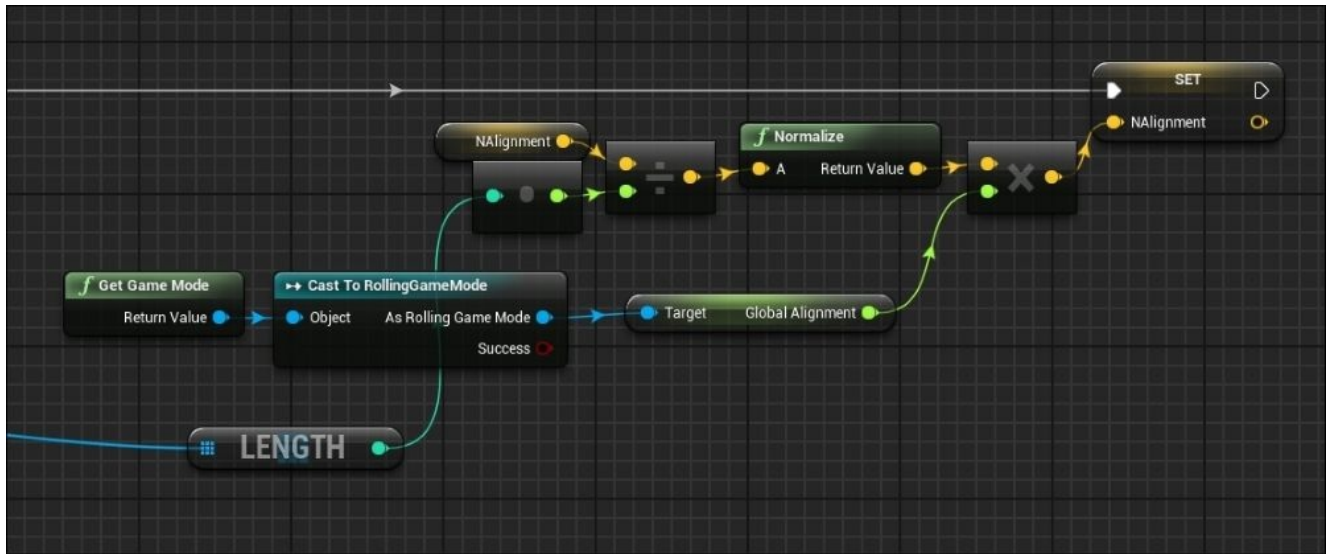 SET
NAlignment
NAlignment
f Normalize
A Return Value
f Get Game Mode
Return Value
Cast To RollingGameMode
Object As Rolling Game Mode
Success
Target Global Alignment
LENGTH